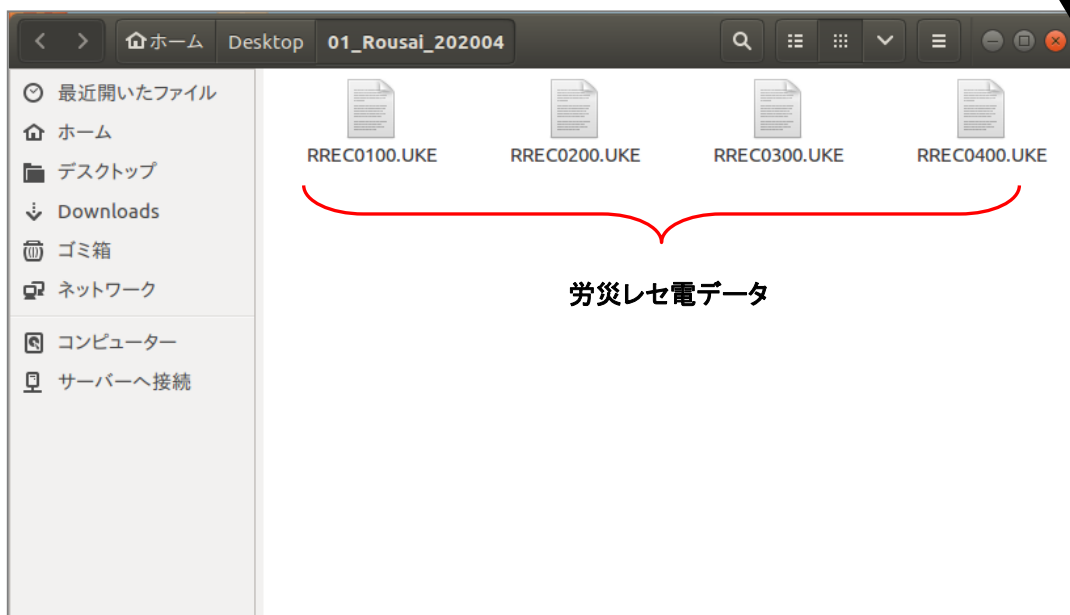 ホーム Desktop 01_Rousai_202004
最近開いたファイル
ホーム
デスクトップ
Downloads
ゴミ箱
ネットワーク
コンピューター
サーバーへ接続
RREC0100.UKE RREC0200.UKE RREC0300.UKE RREC0400.UKE
労災レセ電データ